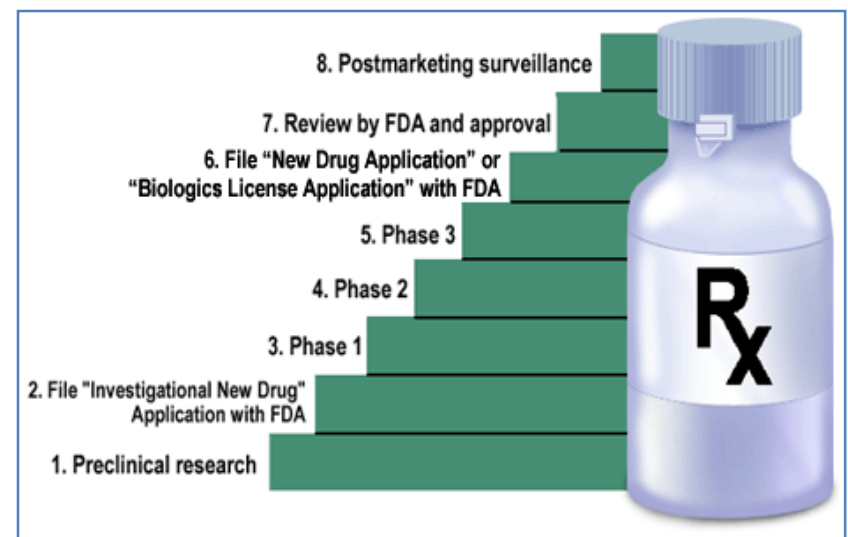 8. Postmarketing surveillance
7. Review by FDA and approval
6. File “New Drug Application” or
“Biologics License Application” with FDA
5. Phase 3
4. Phase 2
3. Phase 1
2. File "Investigational New Drug"
Application with FDA
1. Preclinical research
Rx